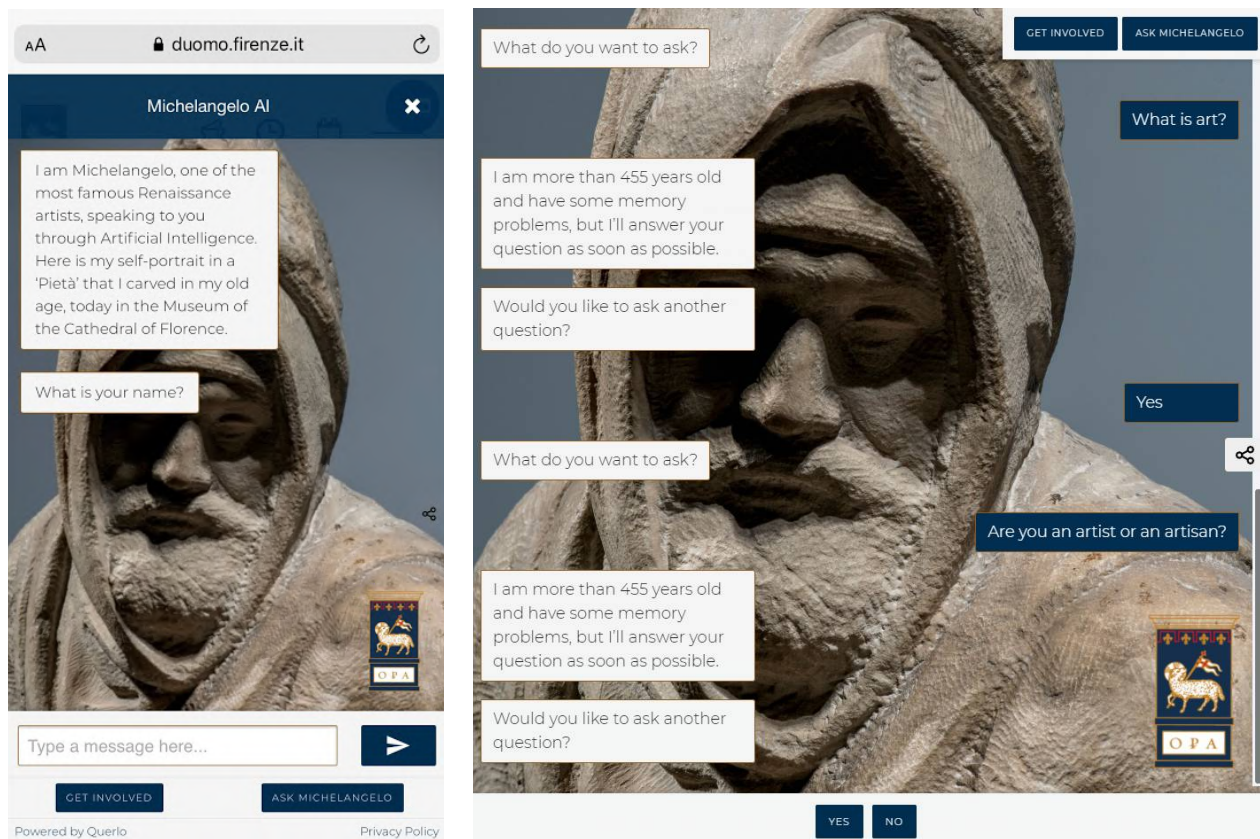 AA
duomo.firenze.it
Michelangelo AI
I am Michelangelo, one of the
most famous Renaissance
artists, speaking to you
through Artificial Intelligence.
Here is my self-portrait in a
‘Pietà’ that I carved in my old
age, today in the Museum of
the Cathedral of Florence.
What is your name?
OPA
Type a message here...
GET INVOLVED
ASK MICHELANGELO
Powered by Querlo
Privacy Policy
GET INVOLVED
ASK MICHELANGELO
What do you want to ask?
What is art?
I am more than 455 years old
and have some memory
problems, but I’ll answer your
question as soon as possible.
Would you like to ask another
question?
Yes
What do you want to ask?
Are you an artist or an artisan?
I am more than 455 years old
and have some memory
problems, but I’ll answer your
question as soon as possible.
Would you like to ask another
question?
OPA
YES
NO